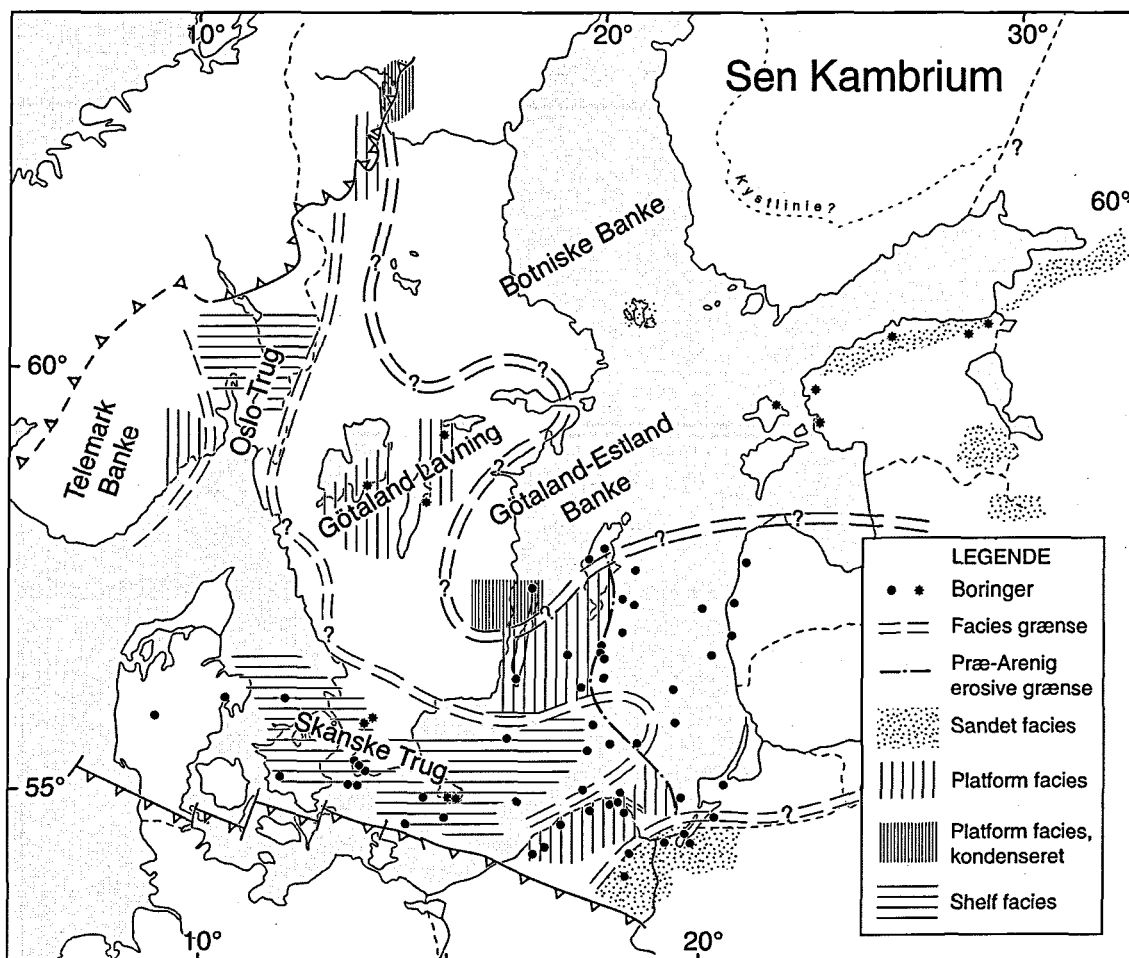 10°
20°
30°
Sen Kambrium
?
Kystlinie?
60°
Botniske Banke
?
?
?
60°
Oslo-Trug
Telemark
Banke
Götaland-Lavning
?
Götaland-Estland
Banke
?
?
?
?
?
?
?
LEGENDE
Boringer
Facies grænse
Præ-Arenig
erosive grænse
Sandet facies
Platform facies
Platform facies,
kondenseret
Shelf facies
Skånske Trug
?
?
55°
?
10°
20°